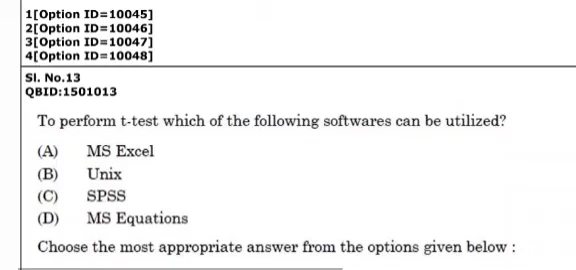 1[Option ID=10045]
2[Option ID=10046]
3[Option ID=10047]
4[Option ID=10048]
Sl. No.13
QBID:1501013
To perform t-test which of the following softwares can be utilized?
(A) MS Excel
(B) Unix
(C) SPSS
(D) MS Equations
Choose the most appropriate answer from the options given below :